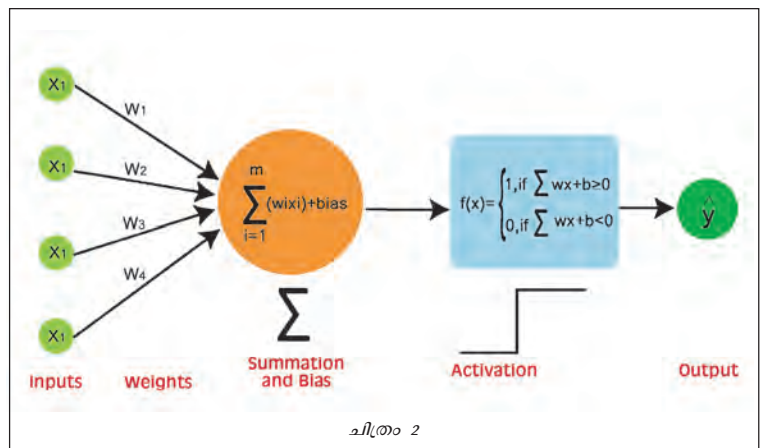 X1
W1
X1
W2
W3
X1
W4
X1
m
∑ (wixi)+bias
i=1
f(x)= { 1,if ∑ wx+b≥0
0,if ∑ wx+b<0
ŷ
∑
Inputs
Weights
Summation
and Bias
Activation
Output
ചിത്രം 2